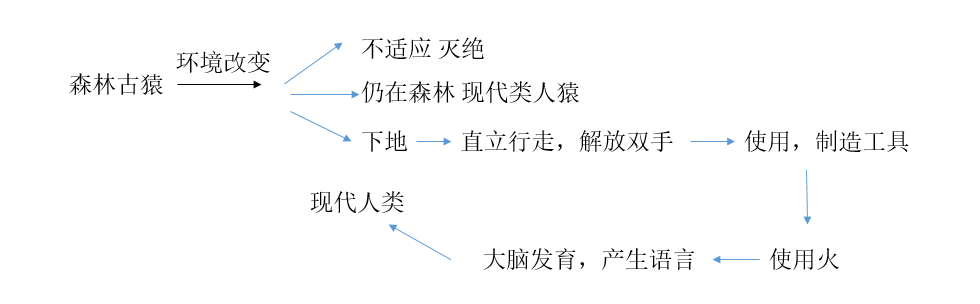 不适应 灭绝
环境改变
森林古猿
仍在森林 现代类人猿
下地
直立行走，解放双手
使用，制造工具
现代人类
大脑发育，产生语言
使用火